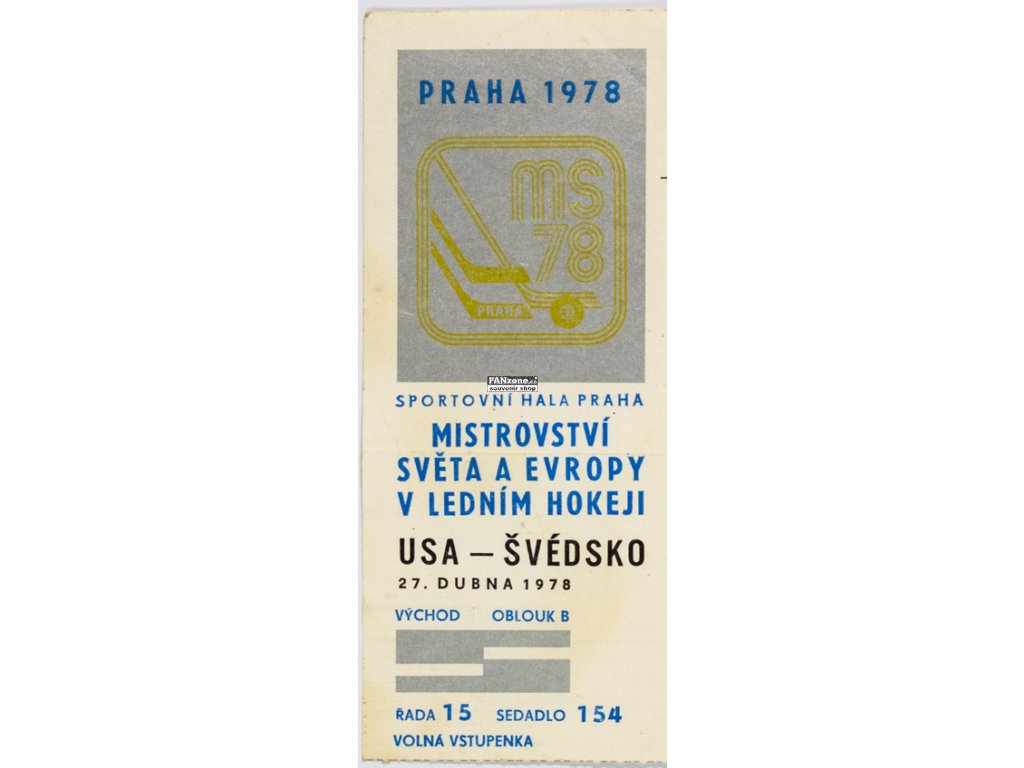 PRAHA 1978
MS
78
PRAHA
FANzone.cz
souvenir shop
SPORTOVNÍ HALA PRAHA
MISTROVSTVÍ
SVĚTA A EVROPY
V LEDNÍM HOKEJI
USA — ŠVÉDSKO
27. DUBNA 1978
VÝCHOD OBLOUK B
ŘADA 15 SEDADLO 154
VOLNÁ VSTUPENKA